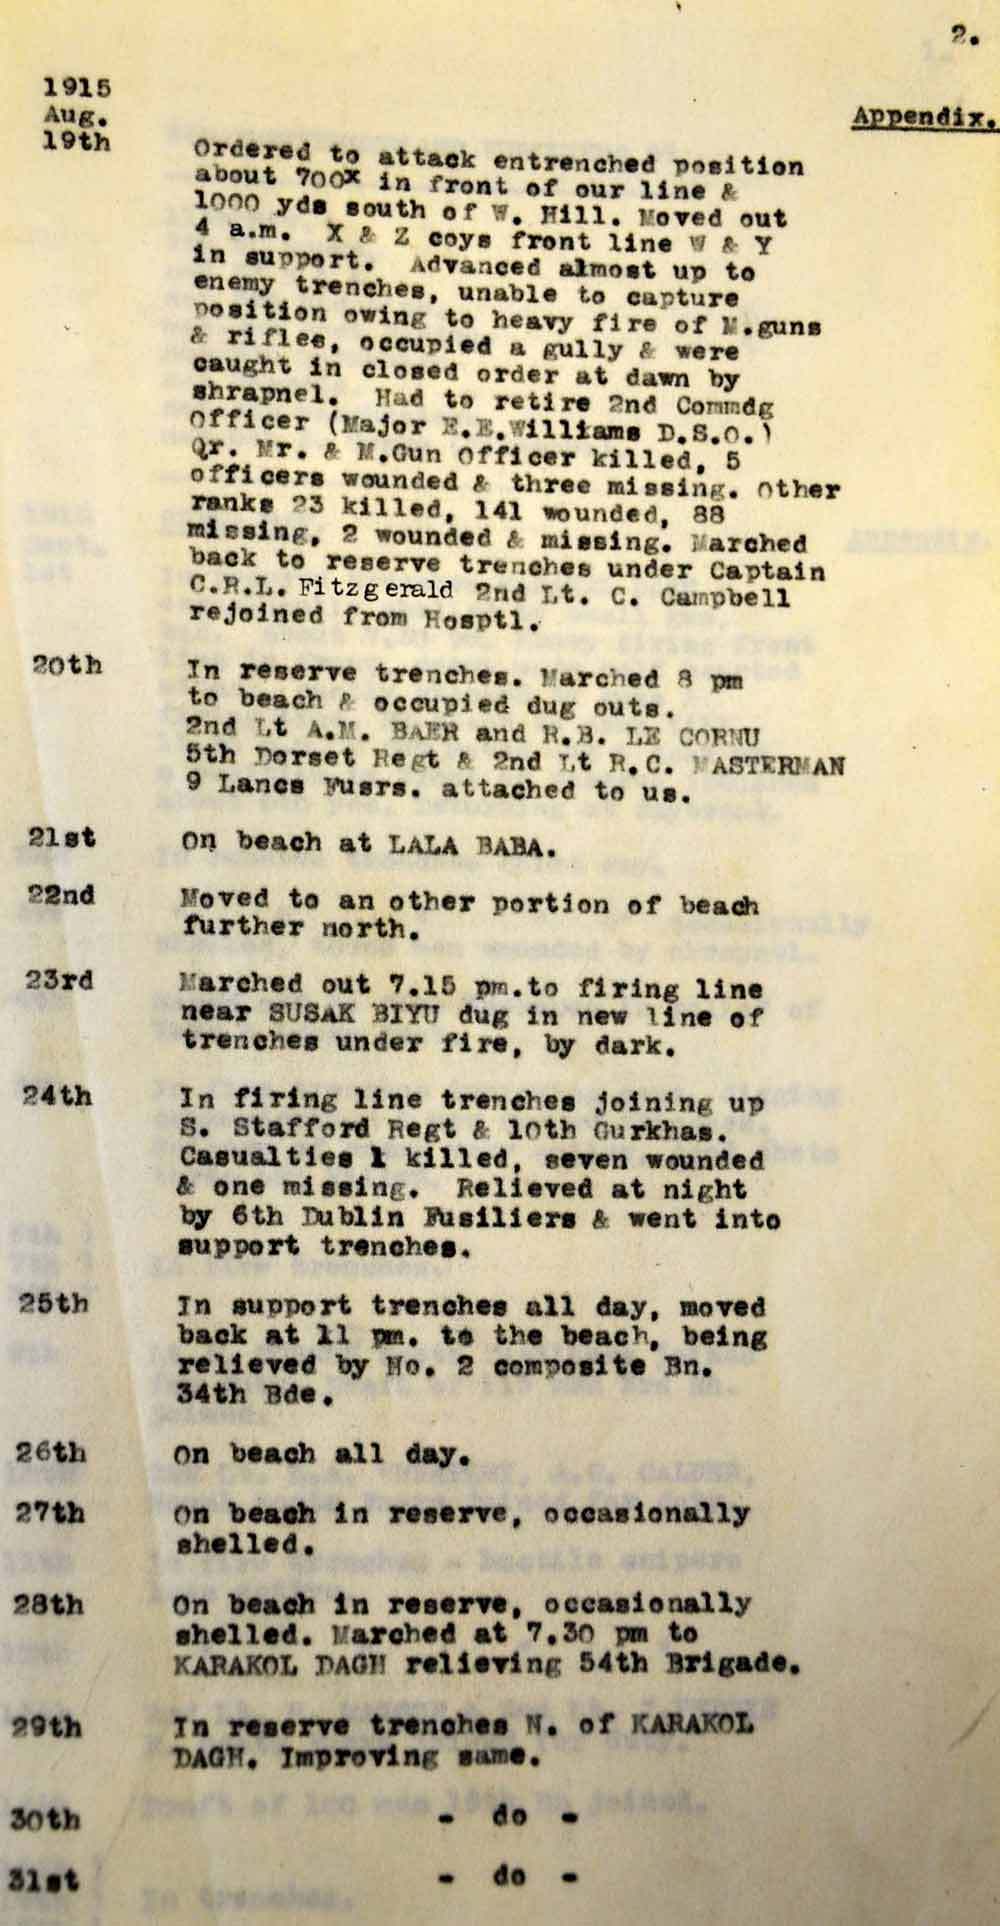 2.
1915
Aug.
Appendix.
19th
Ordered to attack entrenched position
about 700x in front of our line &
1000 yds south of W. Hill. Moved out
4 a.m. X & Z coys front line W & Y
in support. Advanced almost up to
enemy trenches, unable to capture
position owing to heavy fire of M.guns
& rifles, occupied a gully & were
caught in closed order at dawn by
shrapnel. Had to retire 2nd Commdg
Officer (Major E.E.Williams D.S.O.)
Qr. Mr. & M.Gun Officer killed, 5
officers wounded & three missing. Other
ranks 23 killed, 141 wounded, 88
missing, 2 wounded & missing. Marched
back to reserve trenches under Captain
C.R.L. Fitzgerald 2nd Lt. C. Campbell
rejoined from Hosptl.
20th
In reserve trenches. Marched 8 pm
to beach & occupied dug outs.
2nd Lt A.M. BAER and R.B. LE CORNU
5th Dorset Regt & 2nd Lt R.C. MASTERMAN
9 Lancs Fusrs. attached to us.
21st
On beach at LALA BABA.
22nd
Moved to an other portion of beach
further north.
23rd
Marched out 7.15 pm.to firing line
near SUSAK BIYU dug in new line of
trenches under fire, by dark.
24th
In firing line trenches joining up
S. Stafford Regt & 10th Gurkhas.
Casualties 1 killed, seven wounded
& one missing. Relieved at night
by 6th Dublin Fusiliers & went into
support trenches.
25th
In support trenches all day, moved
back at 11 pm. to the beach, being
relieved by No. 2 composite Bn.
34th Bde.
26th
On beach all day.
27th
On beach in reserve, occasionally
shelled.
28th
On beach in reserve, occasionally
shelled. Marched at 7.30 pm to
KARAKOL DAGH relieving 54th Brigade.
29th
In reserve trenches N. of KARAKOL
DAGH. Improving same.
30th
- do -
31st
- do -